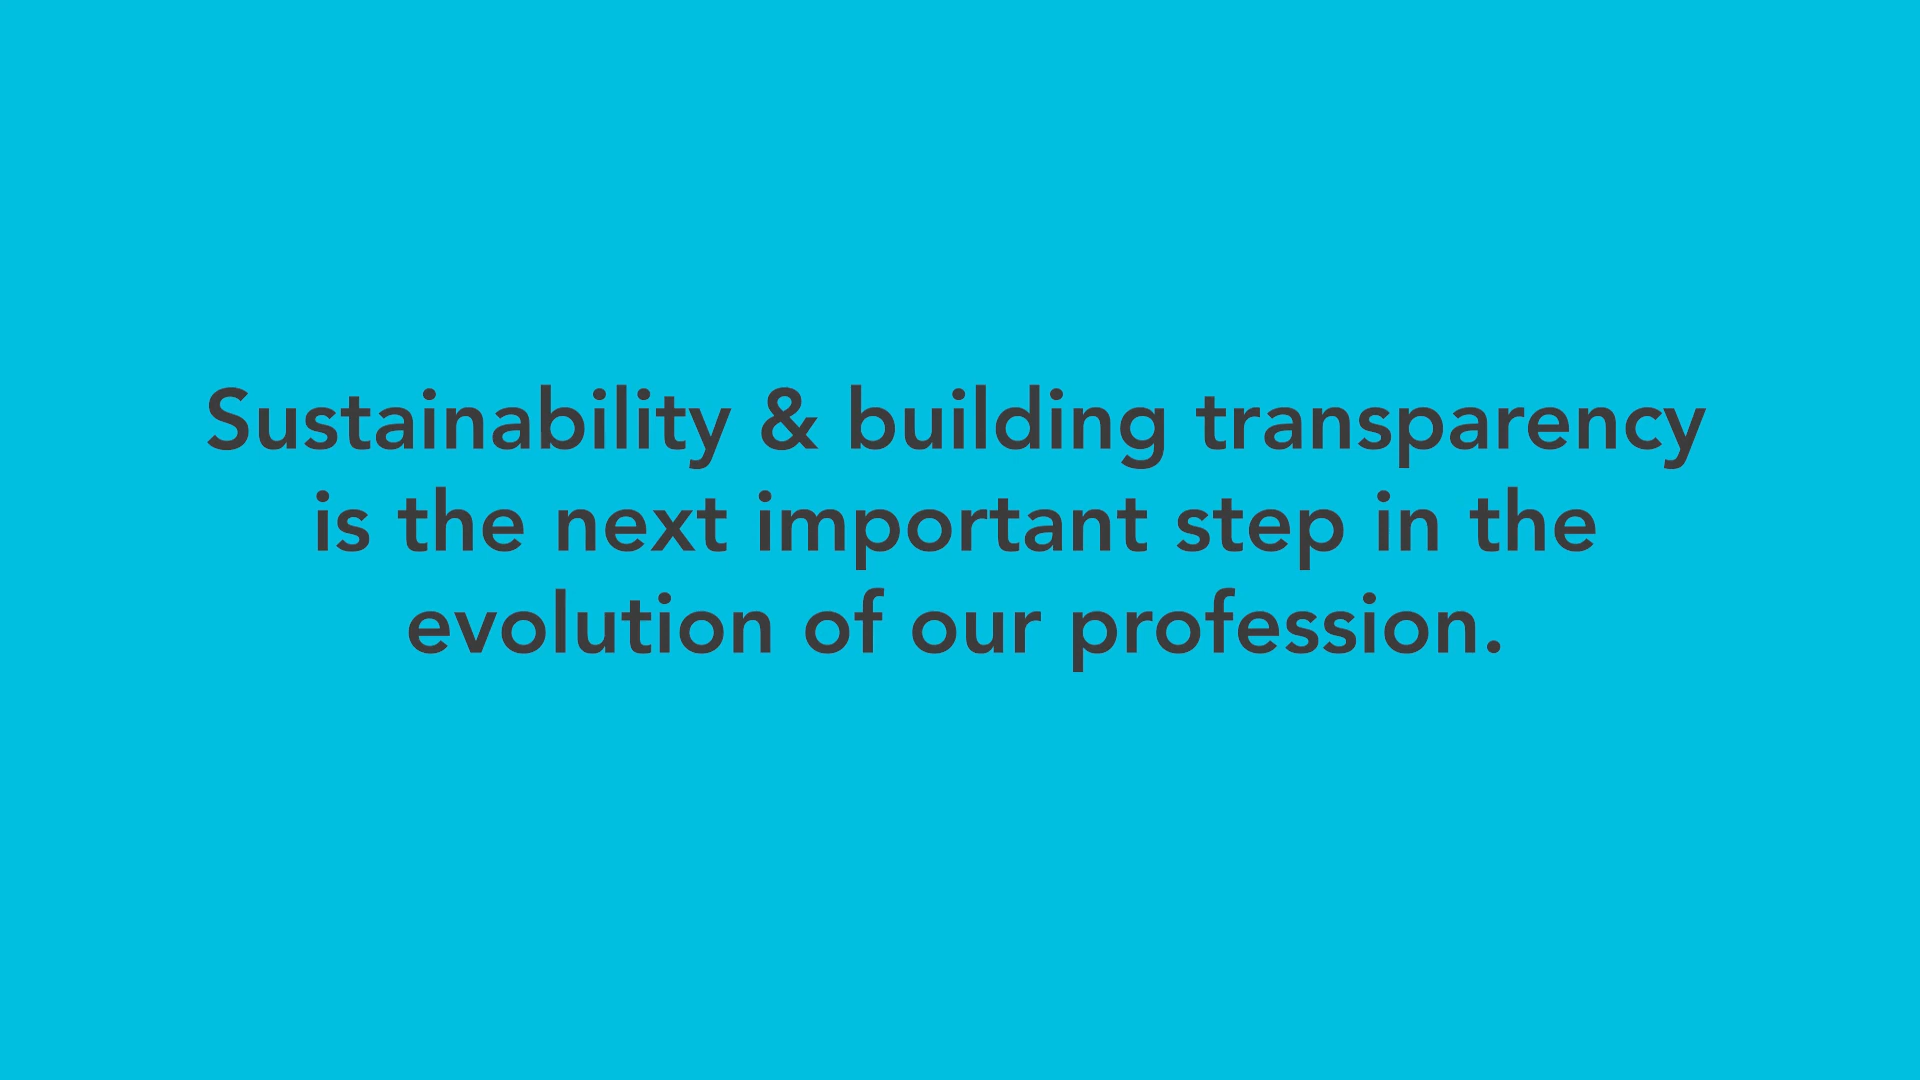 Sustainability & building transparency
is the next important step in the
evolution of our profession.